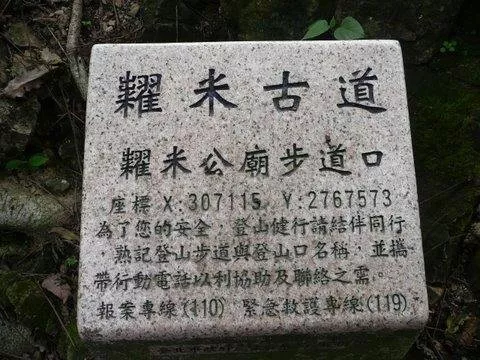 糶米古道
糶米公廟步道口
座標 X:307115, Y:2767573
為了您的安全,登山健行請結伴同行
,熟記登山步道與登山口名稱,並攜
帶行動電話以利協助及聯絡之需。
報案專線(110) 緊急救護專線(119)